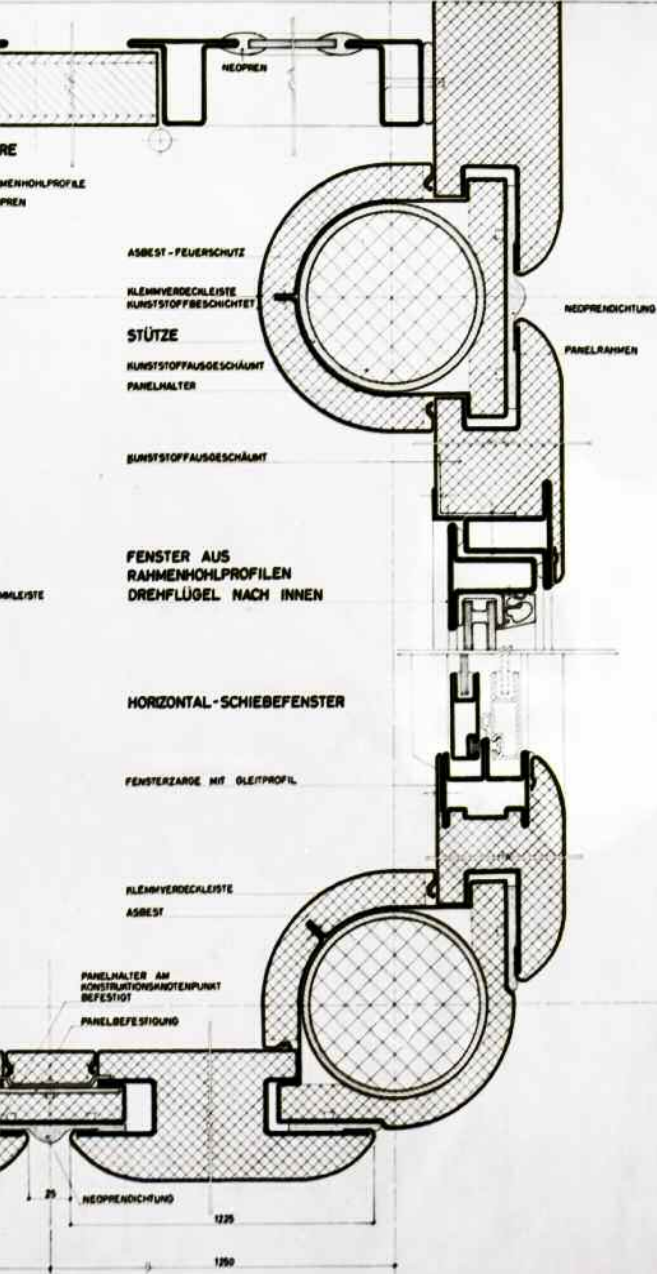 NEOPREN
RE
MENHOHLPROFILE
PREN
ASBEST-FEUERSCHUTZ
KLEMMVERDECKLEISTE
KUNSTSTOFFBESCHICHTET
STÜTZE
KUNSTSTOFFAUSGESCHÄUMT
PANELHALTER
NEOPRENDICHTUNG
PANELRAHMEN
KUNSTSTOFFAUSGESCHÄUMT
FENSTER AUS
RAHMENHOHLPROFILEN
DREHFLÜGEL NACH INNEN
MMLEISTE
HORIZONTAL-SCHIEBEFENSTER
FENSTERZARGE MIT GLEITPROFIL
KLEMMVERDECKLEISTE
ASBEST
PANELHALTER AM
KONSTRUKTIONSKNOTENPUNKT
BEFESTIGT
PANELBEFESTIGUNG
25
NEOPRENDICHTUNG
1225
1250